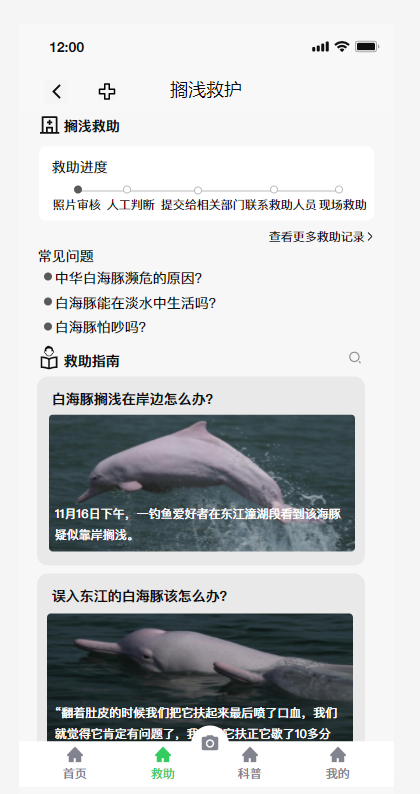 12:00
搁浅救护
搁浅救助
救助进度
照片审核 人工判断 提交给相关部门 联系救助人员 现场救助
查看更多救助记录
常见问题
中华白海豚濒危的原因?
白海豚能在淡水中生活吗?
白海豚怕吵吗?
救助指南
白海豚搁浅在岸边怎么办?
11月16日下午，一钓鱼爱好者在东江潼湖段看到该海豚
疑似靠岸搁浅。
误入东江的白海豚该怎么办?
“翻着肚皮的时候我们把它扶起来最后喷了口血，我们
就觉得它肯定有问题了，我 它扶正它歇了10多分
首页 救助 科普 我的